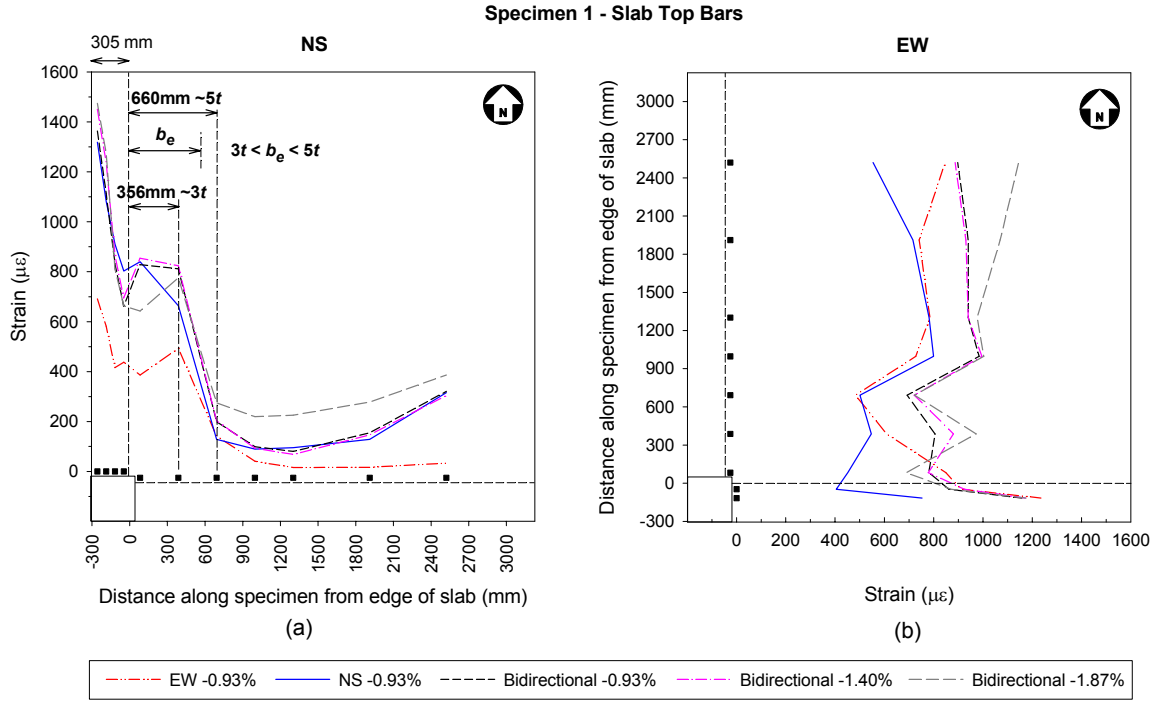 Specimen 1 - Slab Top Bars
NS
305 mm
1600
1400
1200
1000
800
600
400
200
0
Strain (με)
660mm ~5t
bₑ
3t < bₑ < 5t
356mm ~3t
N
-300
0
300
600
900
1200
1500
1800
2100
2400
2700
3000
Distance along specimen from edge of slab (mm)
(a)
EW
3000
2700
2400
2100
1800
1500
1200
900
600
300
0
-300
Distance along specimen from edge of slab (mm)
N
0 200 400 600 800 1000 1200 1400 1600
Strain (με)
(b)
EW -0.93% NS -0.93% Bidirectional -0.93% Bidirectional -1.40% Bidirectional -1.87%